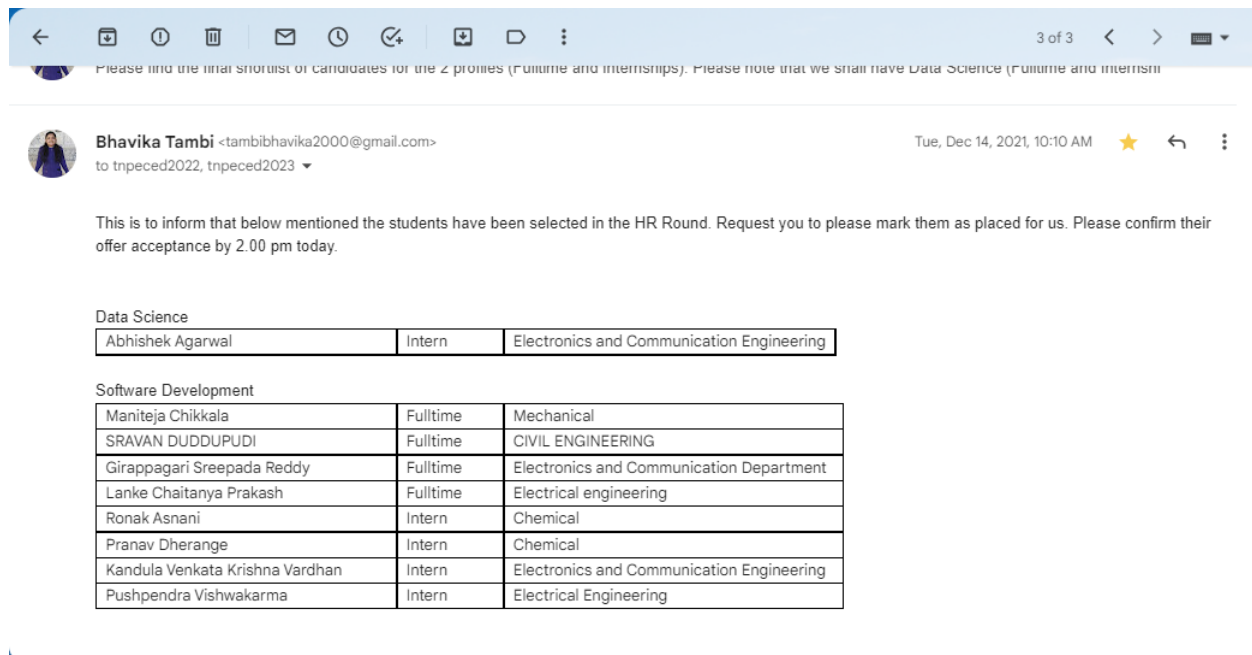 3 of 3
Please find the final shortlist of candidates for the 2 profiles (Fulltime and Internships). Please note that we shall have Data Science (Fulltime and Internshi
Bhavika Tambi <tambibhavika2000@gmail.com> Tue, Dec 14, 2021, 10:10 AM
to tnpeced2022, tnpeced2023
This is to inform that below mentioned the students have been selected in the HR Round. Request you to please mark them as placed for us. Please confirm their
offer acceptance by 2.00 pm today.
Data Science
Abhishek Agarwal Intern Electronics and Communication Engineering
Software Development
Maniteja Chikkala Fulltime Mechanical
SRAVAN DUDDUPUDI Fulltime CIVIL ENGINEERING
Girappagari Sreepada Reddy Fulltime Electronics and Communication Department
Lanke Chaitanya Prakash Fulltime Electrical engineering
Ronak Asnani Intern Chemical
Pranav Dherange Intern Chemical
Kandula Venkata Krishna Vardhan Intern Electronics and Communication Engineering
Pushpendra Vishwakarma Intern Electrical Engineering